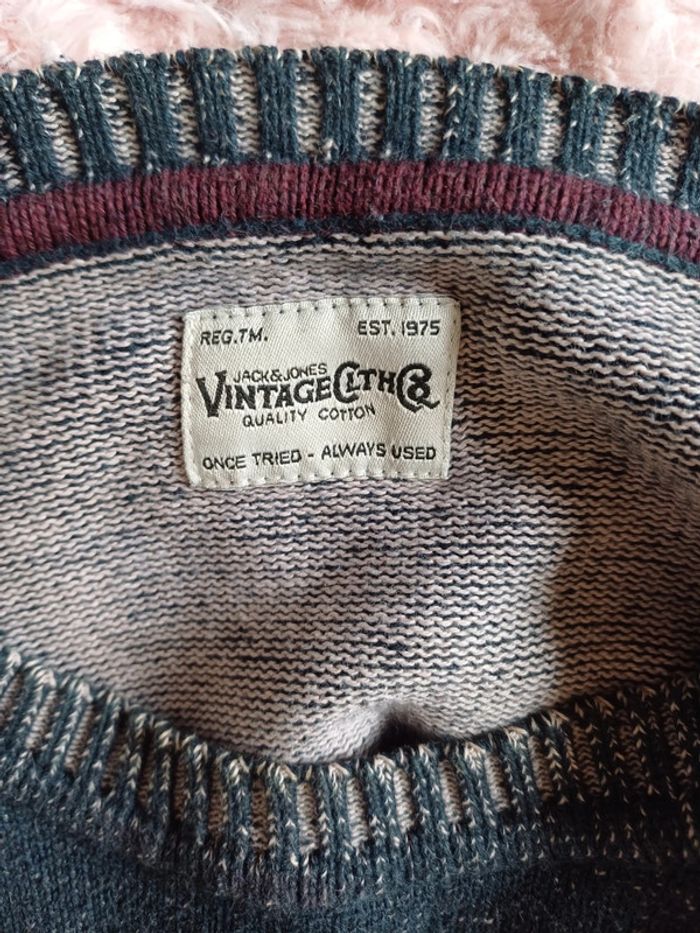 REG.TM. EST. 1975
JACK&JONES
VINTAGE CLTH Co.
QUALITY COTTON
ONCE TRIED - ALWAYS USED